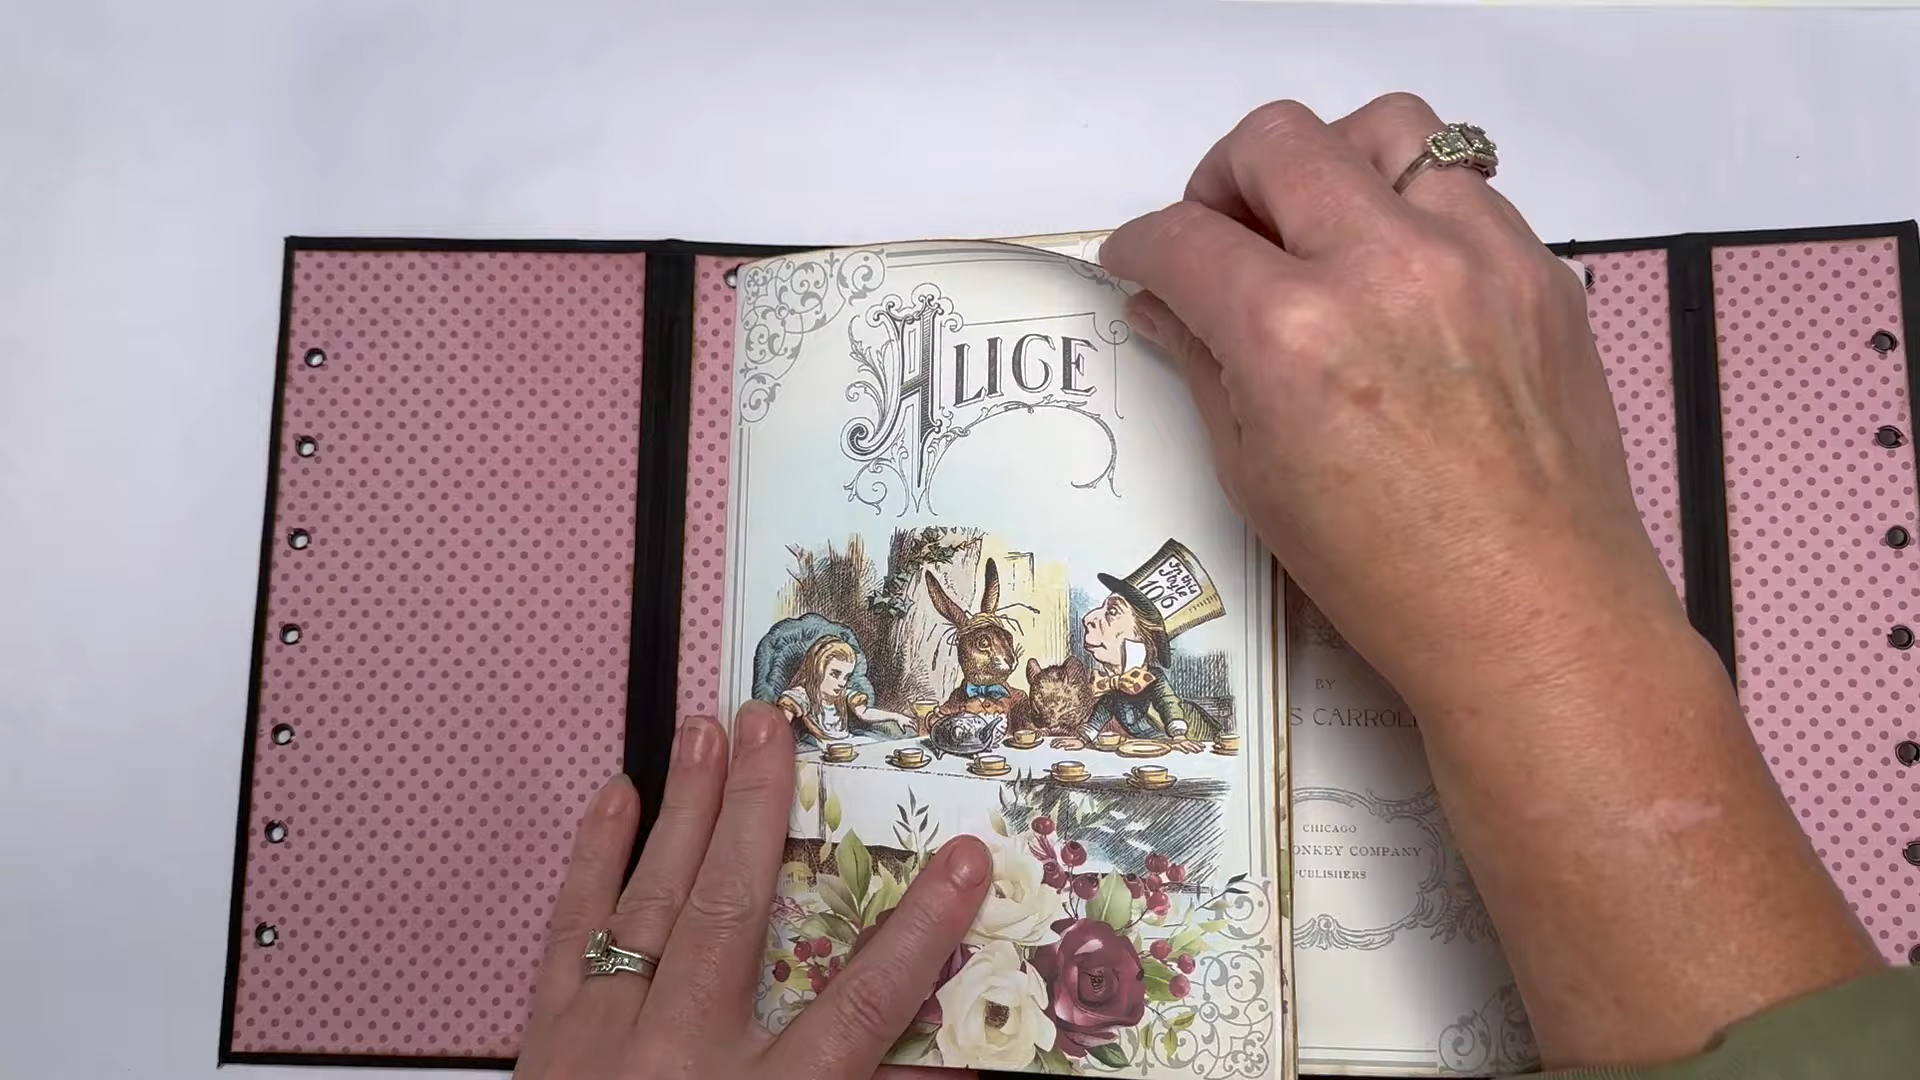 ALICE
In this
Style
10/6
BY
S CARROLL
CHICAGO
ONKEY COMPANY
PUBLISHERS